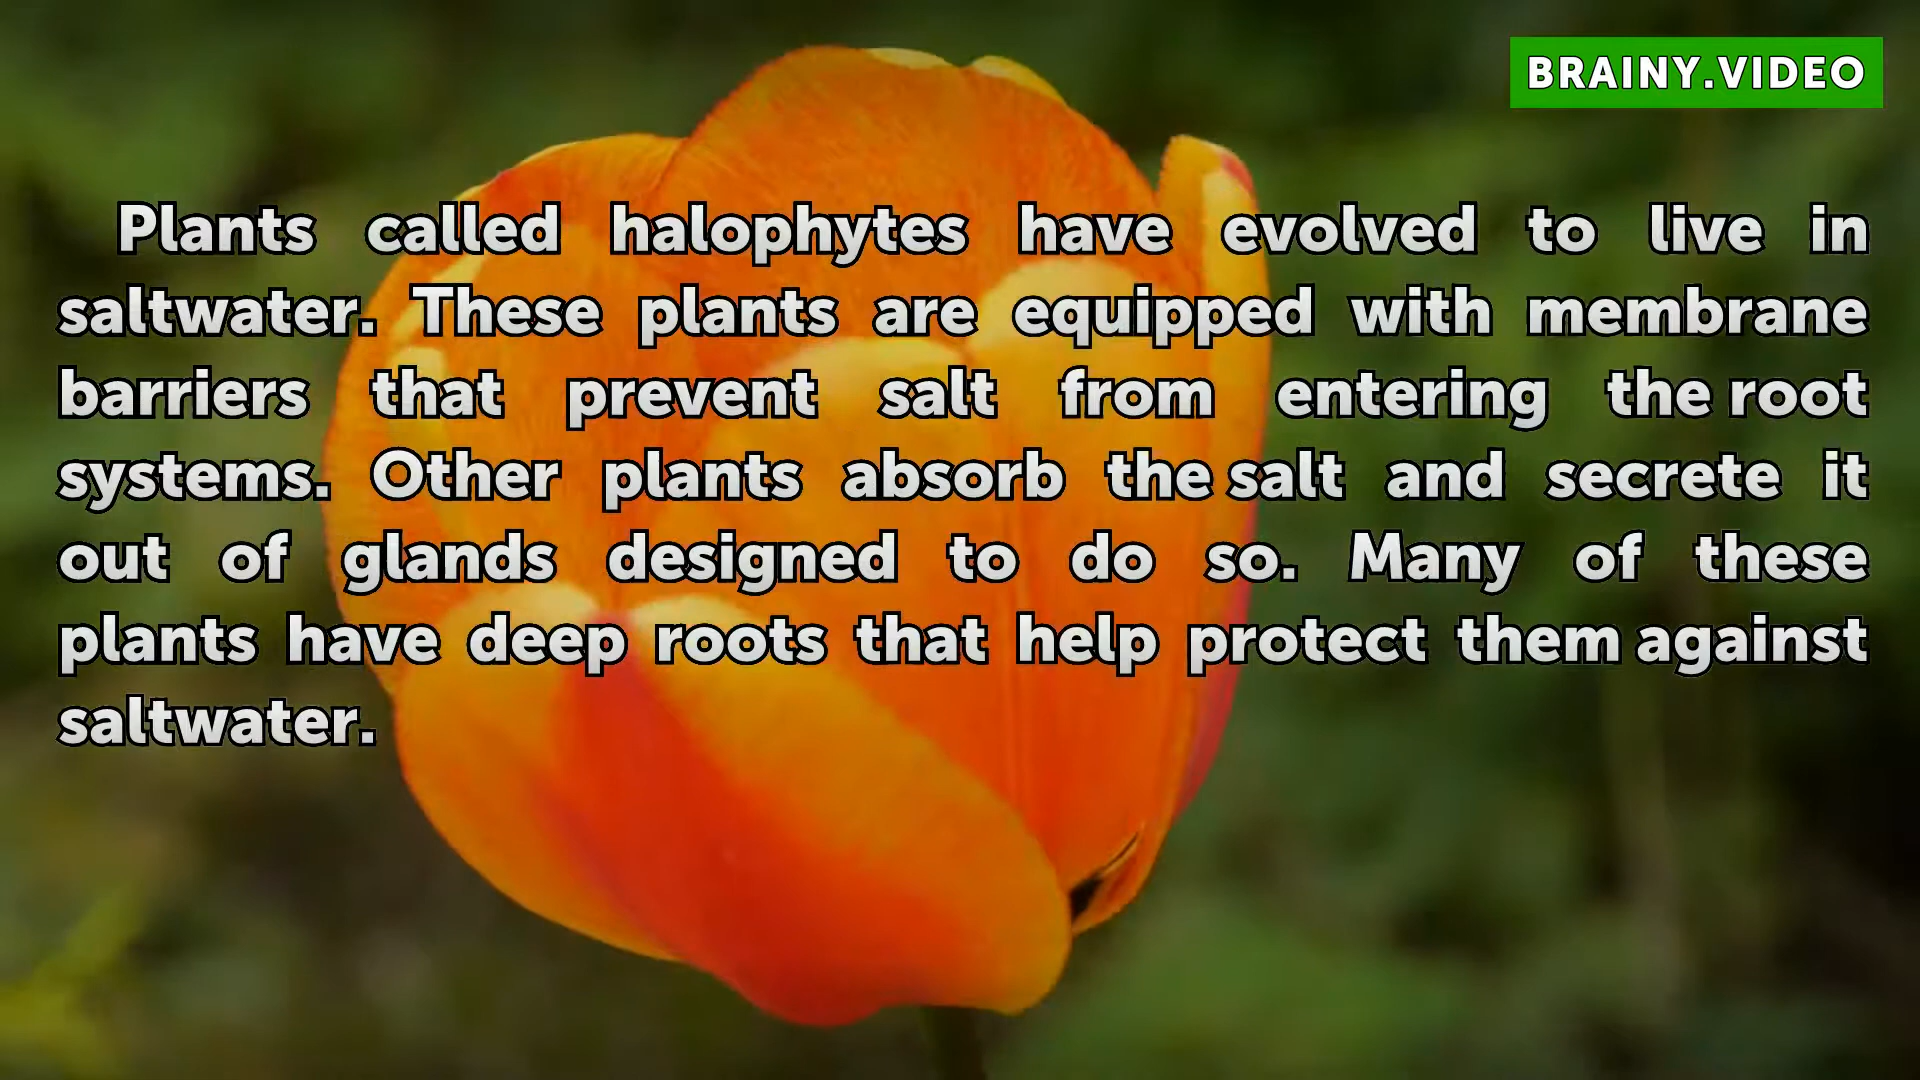 BRAINY.VIDEO
Plants called halophytes have evolved to live in
saltwater. These plants are equipped with membrane
barriers that prevent salt from entering the root
systems. Other plants absorb the salt and secrete it
out of glands designed to do so. Many of these
plants have deep roots that help protect them against
saltwater.